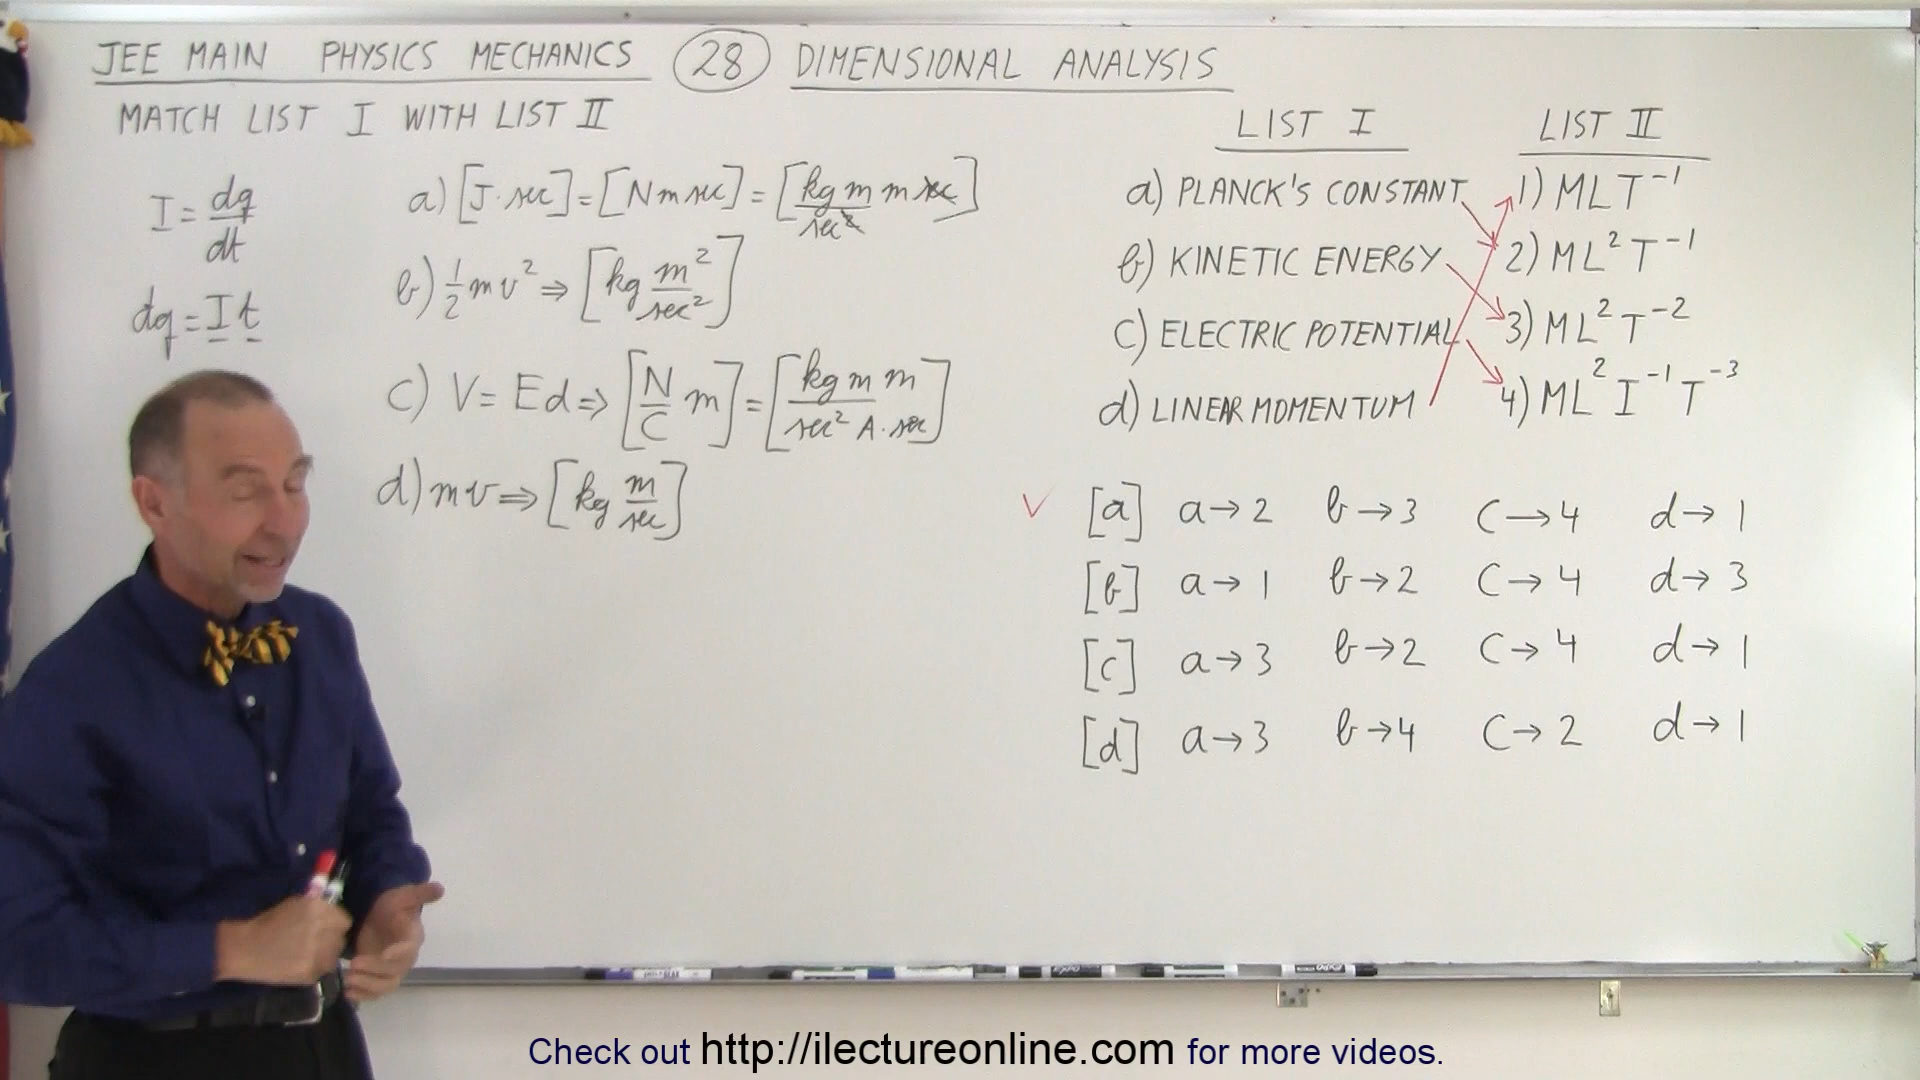 JEE MAIN PHYSICS MECHANICS 28 DIMENSIONAL ANALYSIS
MATCH LIST I WITH LIST II
I = dq/dt
dq = I t
a) [J·sec] = [N m sec] = [kg m/sec² m sec]
b) 1/2 mv² ⇒ [kg m²/sec²]
c) V = Ed ⇒ [N/C m] = [kg m m/sec² A·sec]
d) mv ⇒ [kg m/sec]
LIST I LIST II
a) PLANCK'S CONSTANT 1) MLT⁻¹
b) KINETIC ENERGY 2) ML²T⁻¹
c) ELECTRIC POTENTIAL 3) ML²T⁻²
d) LINEAR MOMENTUM 4) ML²I⁻¹T⁻³
✓ [a] a→2 b→3 c→4 d→1
[b] a→1 b→2 c→4 d→3
[c] a→3 b→2 c→4 d→1
[d] a→3 b→4 c→2 d→1
Check out http://ilectureonline.com for more videos.